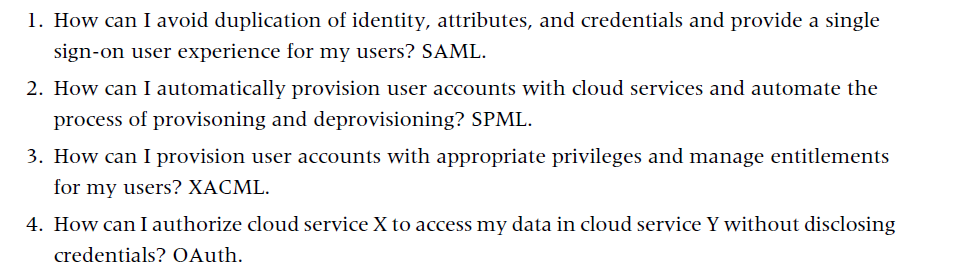 1. How can I avoid duplication of identity, attributes, and credentials and provide a single
sign-on user experience for my users? SAML.
2. How can I automatically provision user accounts with cloud services and automate the
process of provisoning and deprovisioning? SPML.
3. How can I provision user accounts with appropriate privileges and manage entitlements
for my users? XACML.
4. How can I authorize cloud service X to access my data in cloud service Y without disclosing
credentials? OAuth.